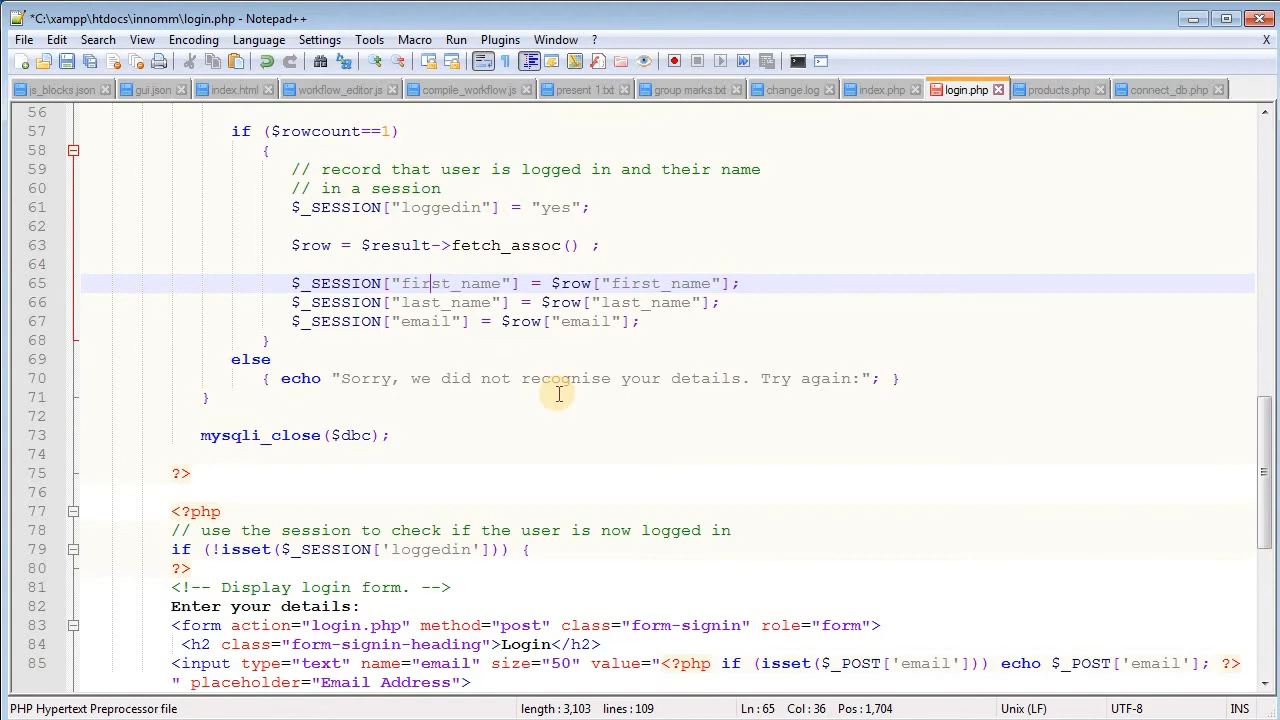 *C:\xampp\htdocs\innomm\login.php - Notepad++
File Edit Search View Encoding Language Settings Tools Macro Run Plugins Window ? X
js_blocks.json gui.json index.html workflow_editor.js compile_workflow.js present 1.txt group marks.txt change.log index.php login.php products.php connect_db.php
56
57 if ($rowcount==1)
58 {
59 // record that user is logged in and their name
60 // in a session
61 $_SESSION["loggedin"] = "yes";
62
63 $row = $result->fetch_assoc() ;
64
65 $_SESSION["first_name"] = $row["first_name"];
66 $_SESSION["last_name"] = $row["last_name"];
67 $_SESSION["email"] = $row["email"];
68 }
69 else
70 { echo "Sorry, we did not recognise your details. Try again:"; }
71 }
72
73 mysqli_close($dbc);
74
75 ?>
76
77 <?php
78 // use the session to check if the user is now logged in
79 if (!isset($_SESSION['loggedin'])) {
80 ?>
81 <!-- Display login form. -->
82 Enter your details:
83 <form action="login.php" method="post" class="form-signin" role="form">
84 <h2 class="form-signin-heading">Login</h2>
85 <input type="text" name="email" size="50" value="<?php if (isset($_POST['email'])) echo $_POST['email']; ?>
" placeholder="Email Address">
PHP Hypertext Preprocessor file length : 3,103 lines : 109 Ln : 65 Col : 36 Pos : 1,704 Unix (LF) UTF-8 INS